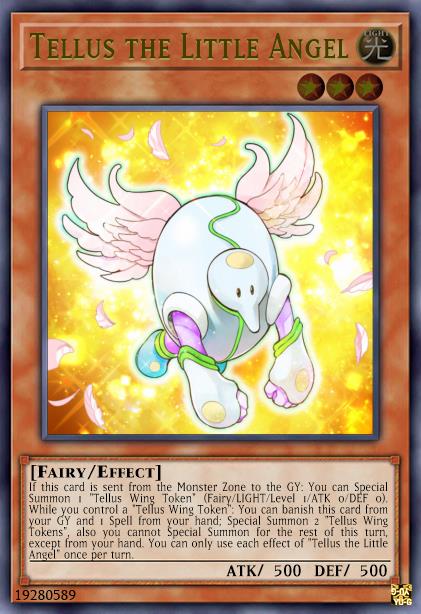 TELLUS THE LITTLE ANGEL
LIGHT
光
[FAIRY/EFFECT]
If this card is sent from the Monster Zone to the GY: You can Special
Summon 1 "Tellus Wing Token" (Fairy/LIGHT/Level 1/ATK 0/DEF 0).
While you control a "Tellus Wing Token": You can banish this card
from your GY and 1 Spell from your hand; Special Summon 2 "Tellus Wing
Tokens", also you cannot Special Summon for the rest of this turn,
except from your hand. You can only use each effect of "Tellus the Little
Angel" once per turn.
ATK/ 500 DEF/ 500
19280589